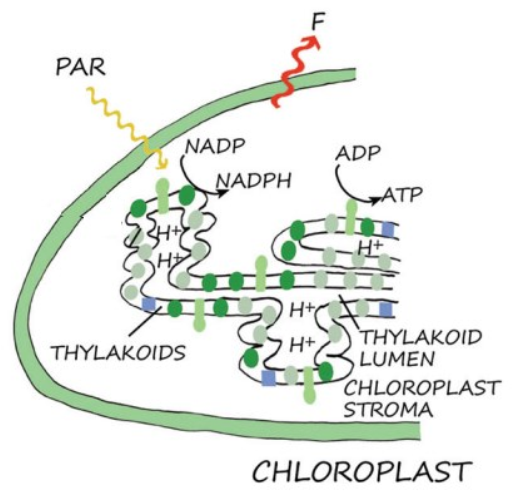 F
PAR
NADP
NADPH
ADP
ATP
H+
H+
H+
H+
H+
THYLAKOIDS
THYLAKOID
LUMEN
CHLOROPLAST
STROMA
CHLOROPLAST